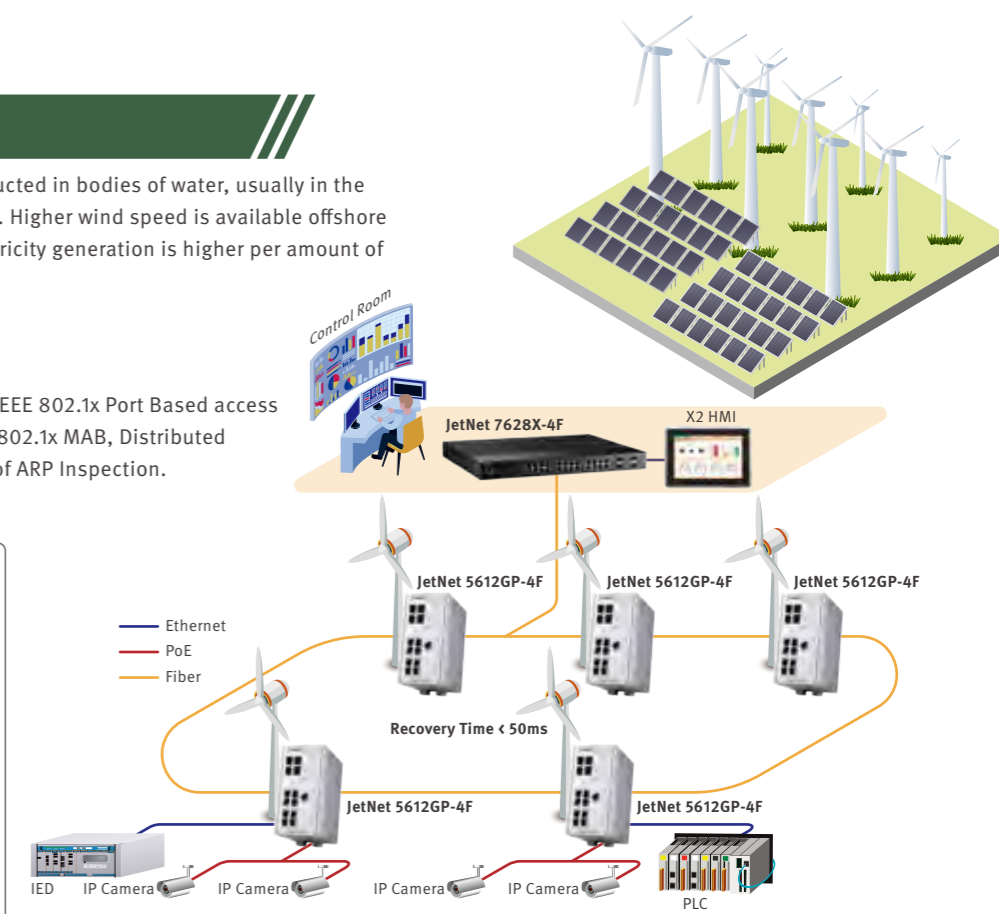 ucted in bodies of water, usually in the
. Higher wind speed is available offshore
ricity generation is higher per amount of
Control Room
EEE 802.1x Port Based access
802.1x MAB, Distributed
of ARP Inspection.
JetNet 7628X-4F
X2 HMI
JetNet 5612GP-4F
JetNet 5612GP-4F
JetNet 5612GP-4F
Ethernet
PoE
Fiber
Recovery Time < 50ms
JetNet 5612GP-4F
JetNet 5612GP-4F
IED
IP Camera
IP Camera
IP Camera
IP Camera
PLC